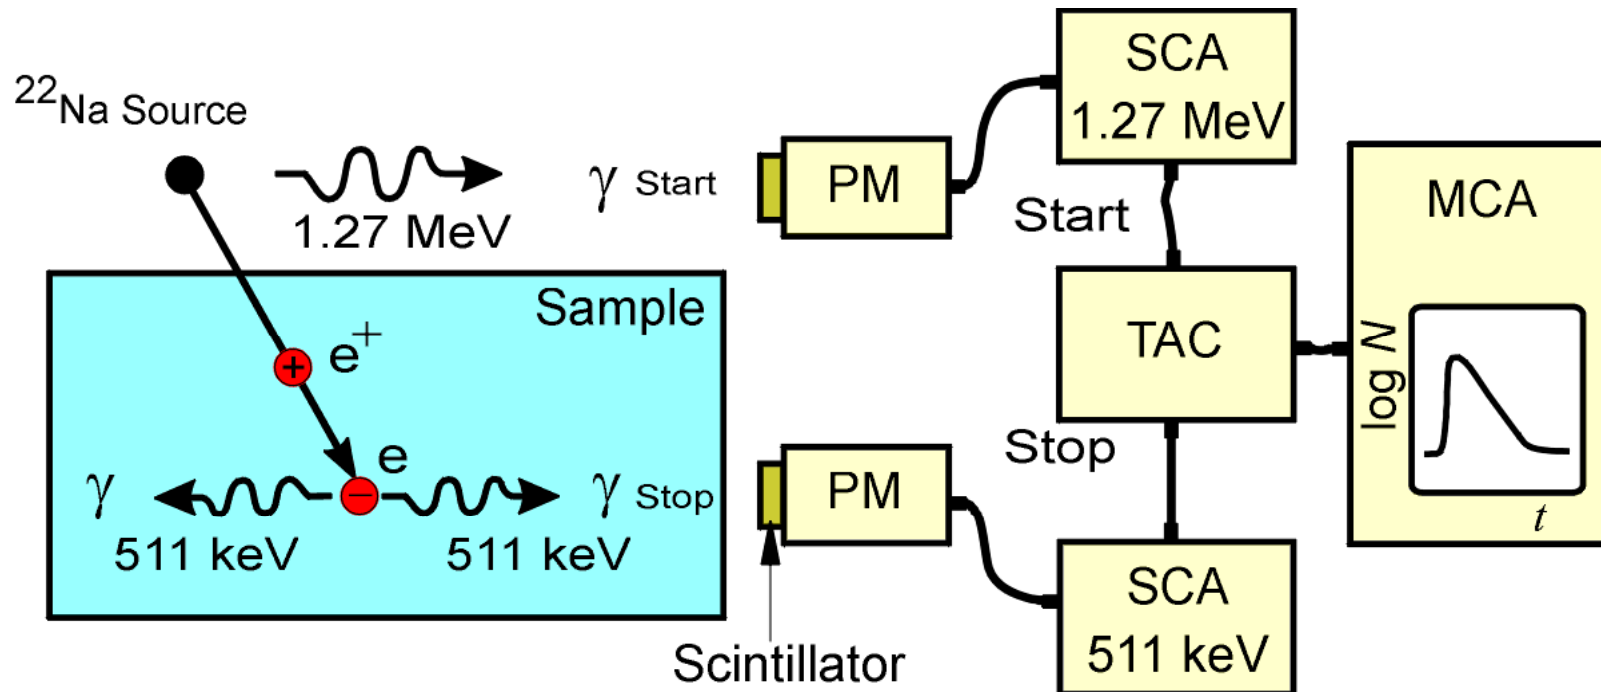 ²²Na Source
1.27 MeV
γ Start
Sample
e⁺
+
e
−
γ
γ Stop
511 keV
511 keV
PM
PM
Scintillator
SCA
1.27 MeV
Start
TAC
Stop
SCA
511 keV
MCA
log N
t